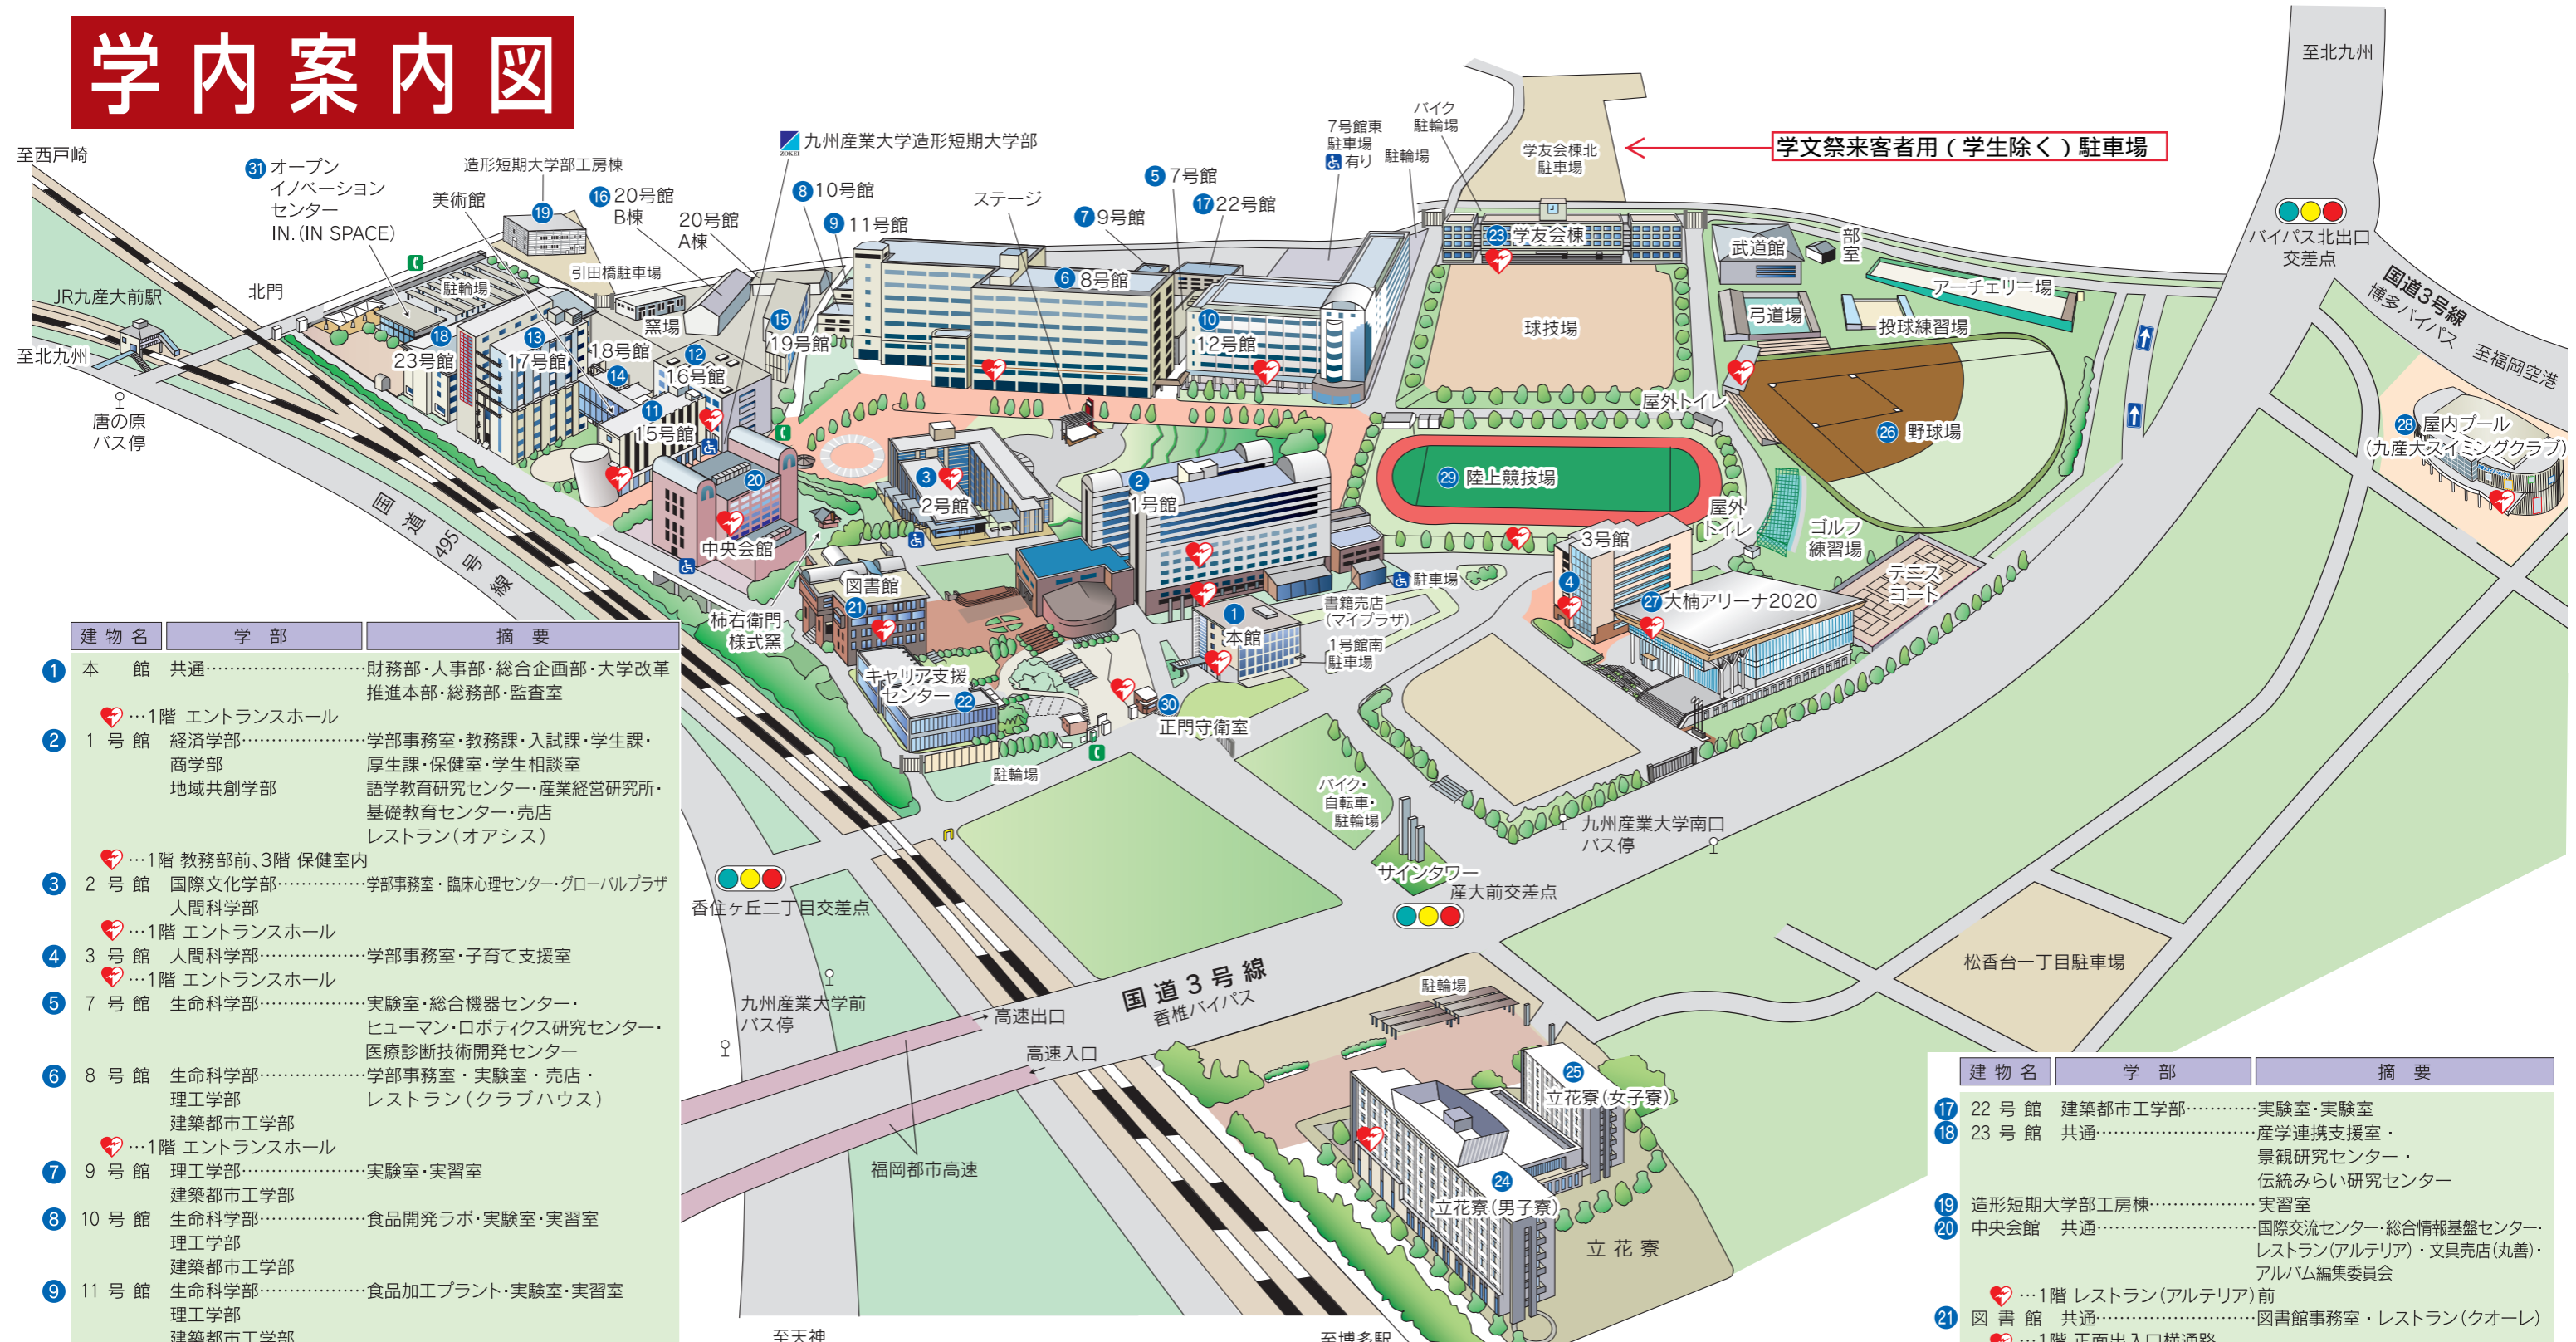 学内案内図
至西戸崎
31 オープン
イノベーション
センター
IN.(IN SPACE)
造形短期大学部工房棟
19
美術館
16 20号館
B棟
20号館
A棟
ZOKEI 九州産業大学造形短期大学部
8 10号館
9 11号館
ステージ
7 9号館
5 7号館
17 22号館
7号館東
駐車場
有り
駐輪場
バイク
駐輪場
学友会棟北
駐車場
学文祭来客者用(学生除く)駐車場
至北九州
バイパス北出口
交差点
国道3号線
博多バイパス
至福岡空港
28 屋内プール
(九産大スイミングクラブ)
23 学友会棟
武道館
部室
アーチェリー場
弓道場
投球練習場
球技場
屋外トイレ
26 野球場
29 陸上競技場
屋外
トイレ
ゴルフ
練習場
テニス
コート
JR九産大前駅
至北九州
北門
駐輪場
引田橋駐車場
窯場
18
23号館
13
17号館
18号館
14
12
16号館
15
19号館
6 8号館
10
12号館
11
15号館
唐の原
バス停
国道495号線
20
中央会館
3
2号館
2
1号館
3号館
4
27 大楠アリーナ2020
図書館
21
柿右衛門
様式窯
キャリア支援
センター 22
1
本館
書籍売店
(マイプラザ)
駐車場
1号館南
駐車場
30
正門守衛室
駐輪場
バイク・
自転車・
駐輪場
サインタワー
九州産業大学南口
バス停
産大前交差点
香住ヶ丘二丁目交差点
九州産業大学前
バス停
高速出口
高速入口
国道3号線
香椎バイパス
福岡都市高速
駐輪場
25
立花寮(女子寮)
24
立花寮(男子寮)
立花寮
松香台一丁目駐車場
至天神
至博多駅
建物名 学部 摘要
1 本館 共通……財務部・人事部・総合企画部・大学改革
推進本部・総務部・監査室
…1階 エントランスホール
2 1号館 経済学部……学部事務室・教務課・入試課・学生課・
商学部 厚生課・保健室・学生相談室
地域共創学部 語学教育研究センター・産業経営研究所・
基礎教育センター・売店
レストラン(オアシス)
…1階 教務部前、3階 保健室内
3 2号館 国際文化学部……学部事務室・臨床心理センター・グローバルプラザ
人間科学部
…1階 エントランスホール
4 3号館 人間科学部……学部事務室・子育て支援室
…1階 エントランスホール
5 7号館 生命科学部……実験室・総合機器センター・
ヒューマン・ロボティクス研究センター・
医療診断技術開発センター
6 8号館 生命科学部……学部事務室・実験室・売店・
理工学部 レストラン(クラブハウス)
建築都市工学部
…1階 エントランスホール
7 9号館 理工学部……実験室・実習室
建築都市工学部
8 10号館 生命科学部……食品開発ラボ・実験室・実習室
理工学部
建築都市工学部
9 11号館 生命科学部……食品加工プラント・実験室・実習室
理工学部
建築都市工学部
建物名 学部 摘要
17 22号館 建築都市工学部……実験室・実験室
18 23号館 共通……産学連携支援室・
景観研究センター・
伝統みらい研究センター
19 造形短期大学部工房棟……実習室
20 中央会館 共通……国際交流センター・総合情報基盤センター・
レストラン(アルテリア)・文具売店(丸善)・
アルバム編集委員会
…1階 レストラン(アルテリア)前
21 図書館 共通……図書館事務室・レストラン(クオーレ)
…1階 正面出入口横通路